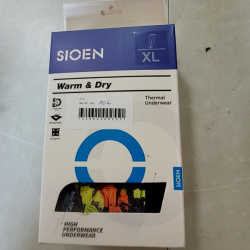 SIOEN
XL
Warm & Dry
Thermal
Underwear
SIOEN
HIGH
PERFORMANCE
UNDERWEAR